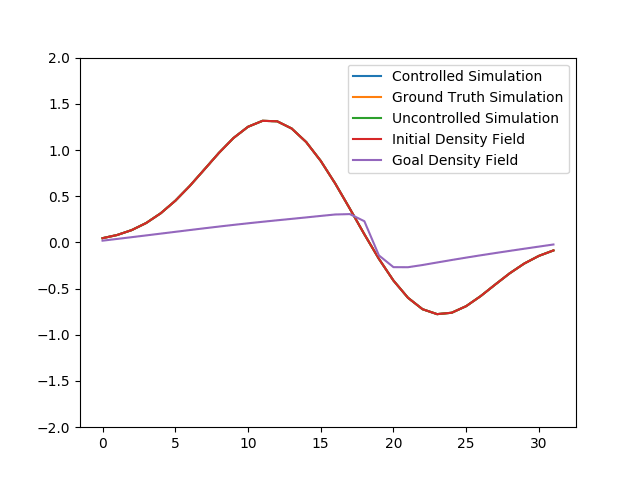 2.0
1.5
1.0
0.5
0.0
−0.5
−1.0
−1.5
−2.0
0 5 10 15 20 25 30
Controlled Simulation
Ground Truth Simulation
Uncontrolled Simulation
Initial Density Field
Goal Density Field